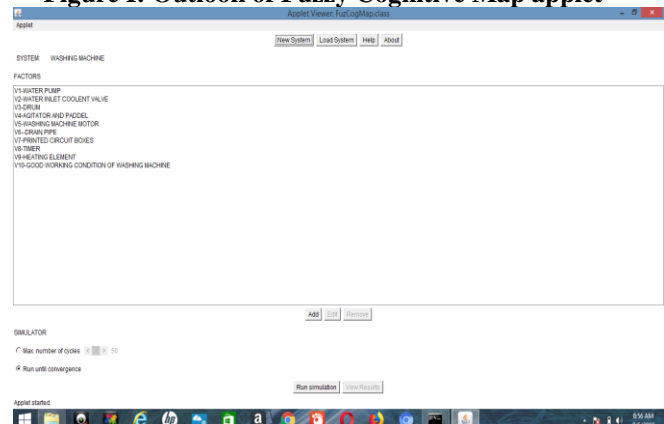 Figure 1: Outlook of Fuzzy Cognitive Map applet
Applet Viewer: FuzCogMap.class
Applet
New System Load System Help About
SYSTEM: WASHING MACHINE
FACTORS
V1-WATER PUMP
V2-WATER INLET COOLENT VALVE
V3-DRUM
V4-AGITATOR AND PADDEL
V5-WASHING MACHINE MOTOR
V6--DRAIN PIPE
V7-PRINTED CIRCUIT BOXES
V8-TIMER
V9-HEATING ELEMENT
V10-GOOD WORKING CONDITION OF WASHING MACHINE
Add Edit Remove
SIMULATOR
Max. number of cycles 50
Run until convergence
Run simulation View Results
Applet started.
8:56 AM